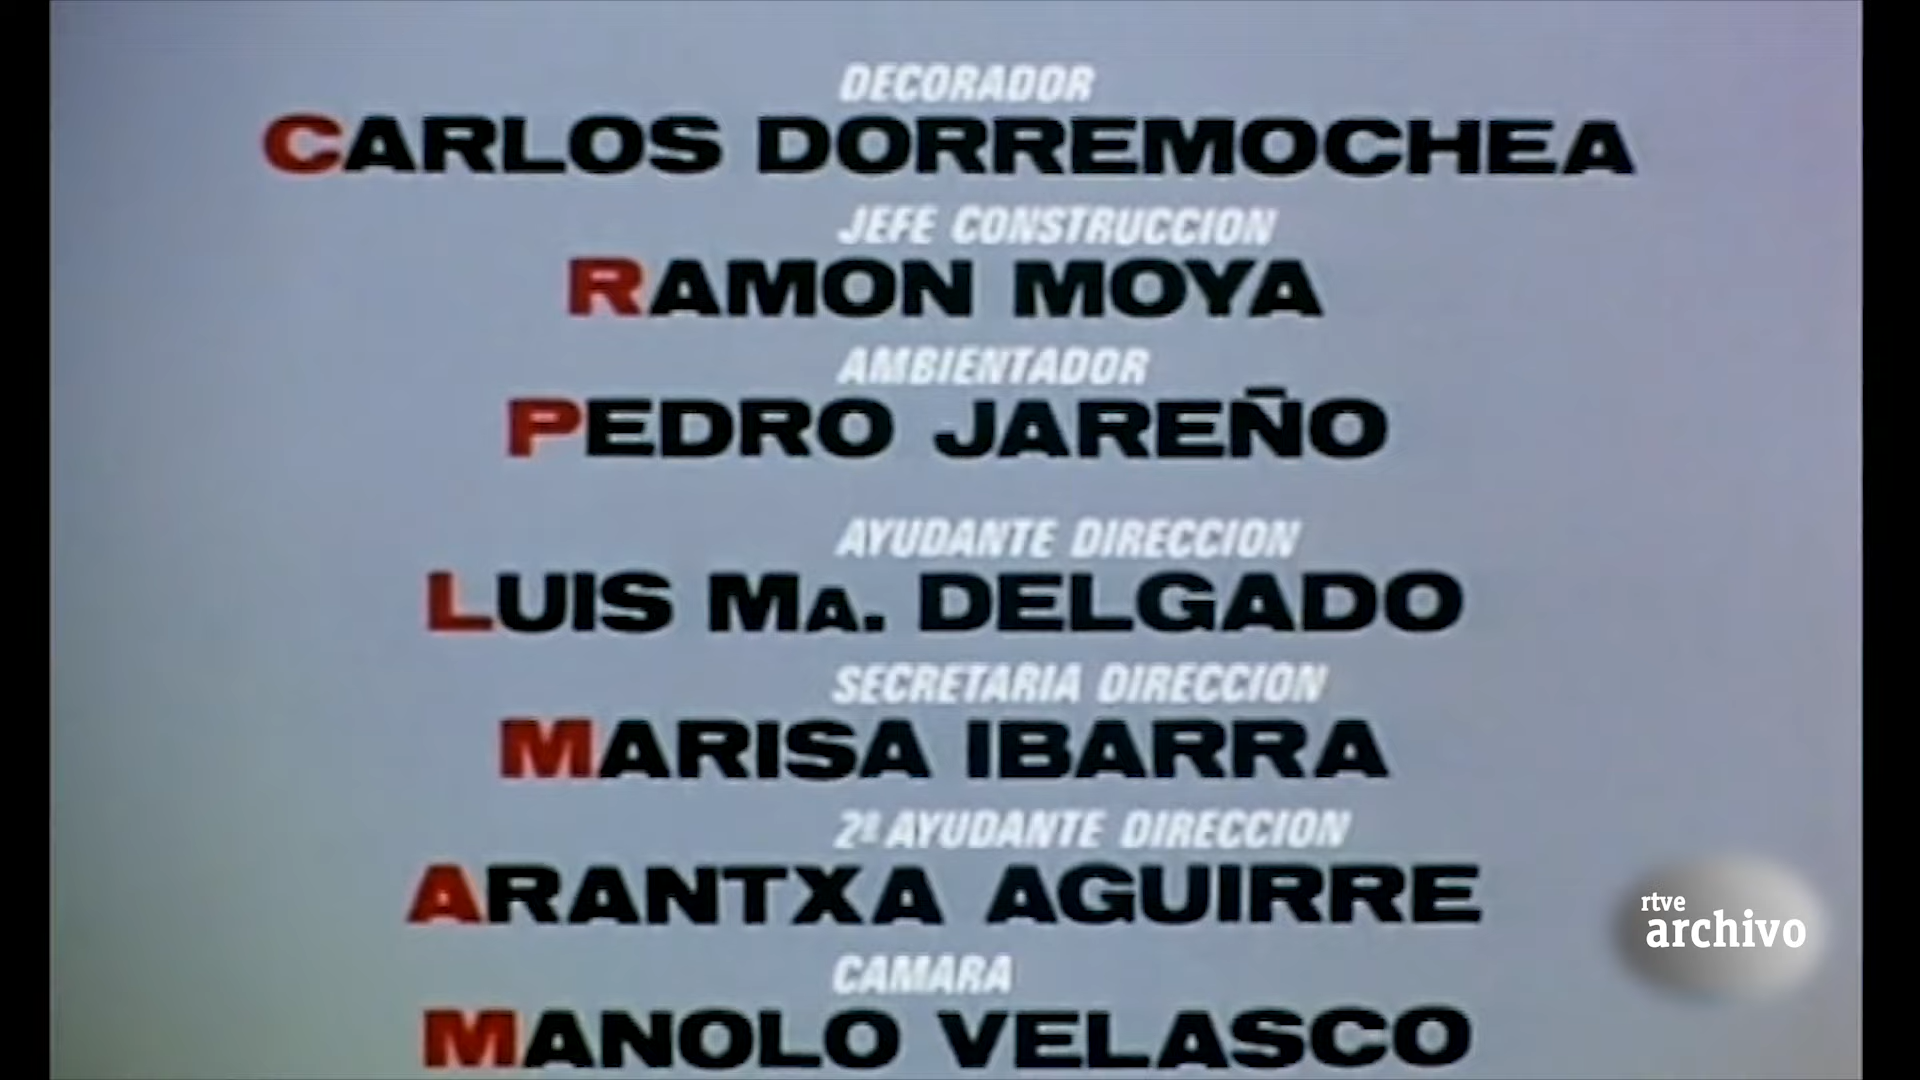 DECORADOR
CARLOS DORREMOCHEA
JEFE CONSTRUCCION
RAMON MOYA
AMBIENTADOR
PEDRO JAREÑO
AYUDANTE DIRECCION
LUIS MA. DELGADO
SECRETARIA DIRECCION
MARISA IBARRA
2º AYUDANTE DIRECCION
ARANTXA AGUIRRE
CAMARA
MANOLO VELASCO
rtve
archivo